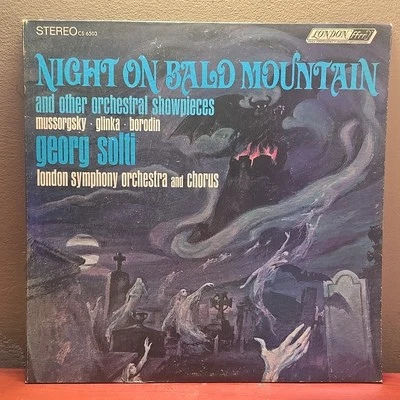 STEREO CS 6503
LONDON ffrr
NIGHT ON BALD MOUNTAIN
and other orchestral showpieces
mussorgsky · glinka · borodin
georg solti
london symphony orchestra and chorus